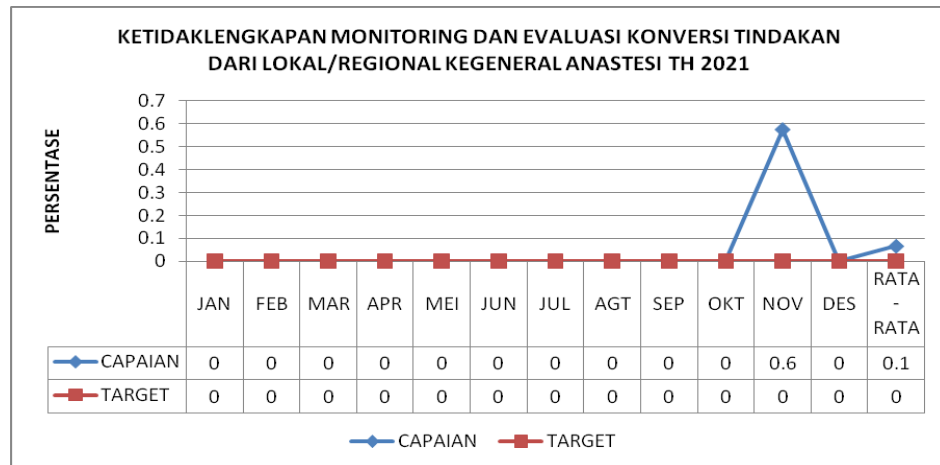 KETIDAKLENGKAPAN MONITORING DAN EVALUASI KONVERSI TINDAKAN
DARI LOKAL/REGIONAL KEGENERAL ANASTESI TH 2021
PERSENTASE
0.7
0.6
0.5
0.4
0.3
0.2
0.1
0
JAN FEB MAR APR MEI JUN JUL AGT SEP OKT NOV DES RATA
-
RATA
CAPAIAN 0 0 0 0 0 0 0 0 0 0 0.6 0 0.1
TARGET 0 0 0 0 0 0 0 0 0 0 0 0 0
CAPAIAN TARGET